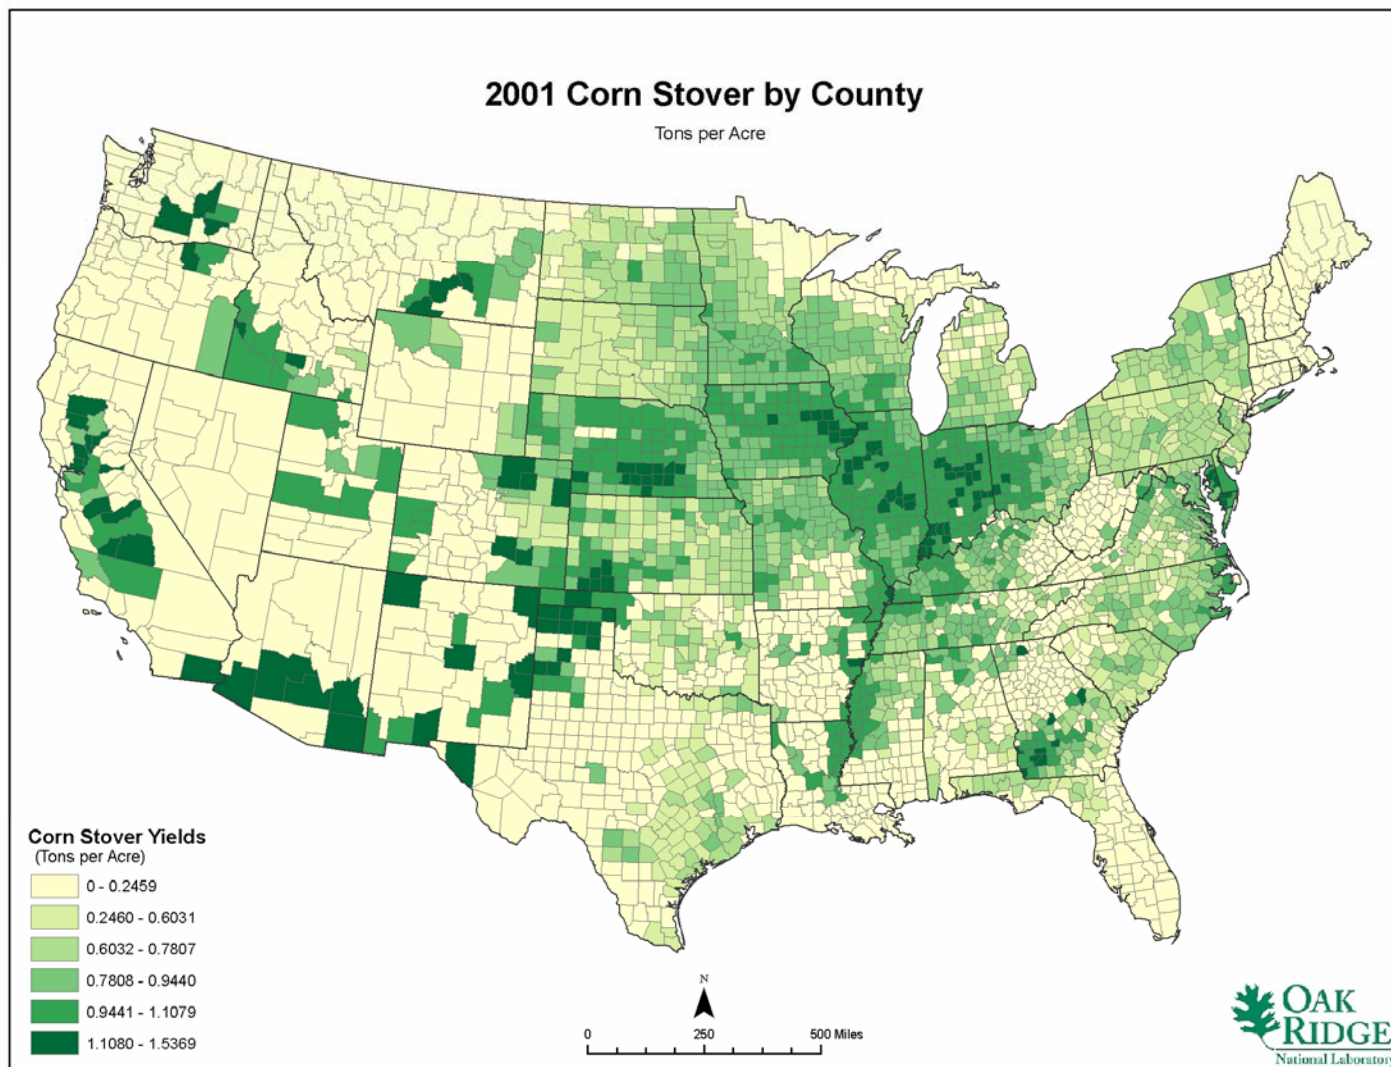 2001 Corn Stover by County
Tons per Acre
Corn Stover Yields
(Tons per Acre)
0 - 0.2459
0.2460 - 0.6031
0.6032 - 0.7807
0.7808 - 0.9440
0.9441 - 1.1079
1.1080 - 1.5369
N
0 250 500 Miles
OAK
RIDGE
National Laboratory